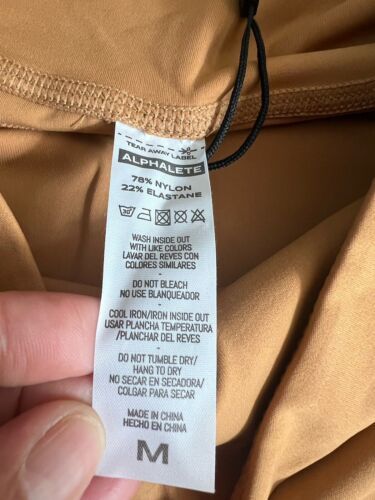 TEAR AWAY LABEL
ALPHALETE
78% NYLON
22% ELASTANE
30
WASH INSIDE OUT
WITH LIKE COLORS
LAVAR DEL REVES CON
COLORES SIMILARES
-
DO NOT BLEACH
NO USE BLANQUEADOR
-
COOL IRON/IRON INSIDE OUT
USAR PLANCHA TEMPERATURA
/PLANCHAR DEL REVES
-
DO NOT TUMBLE DRY/
HANG TO DRY
NO SECAR EN SECADORA/
COLGAR PARA SECAR
-
MADE IN CHINA
HECHO EN CHINA
M